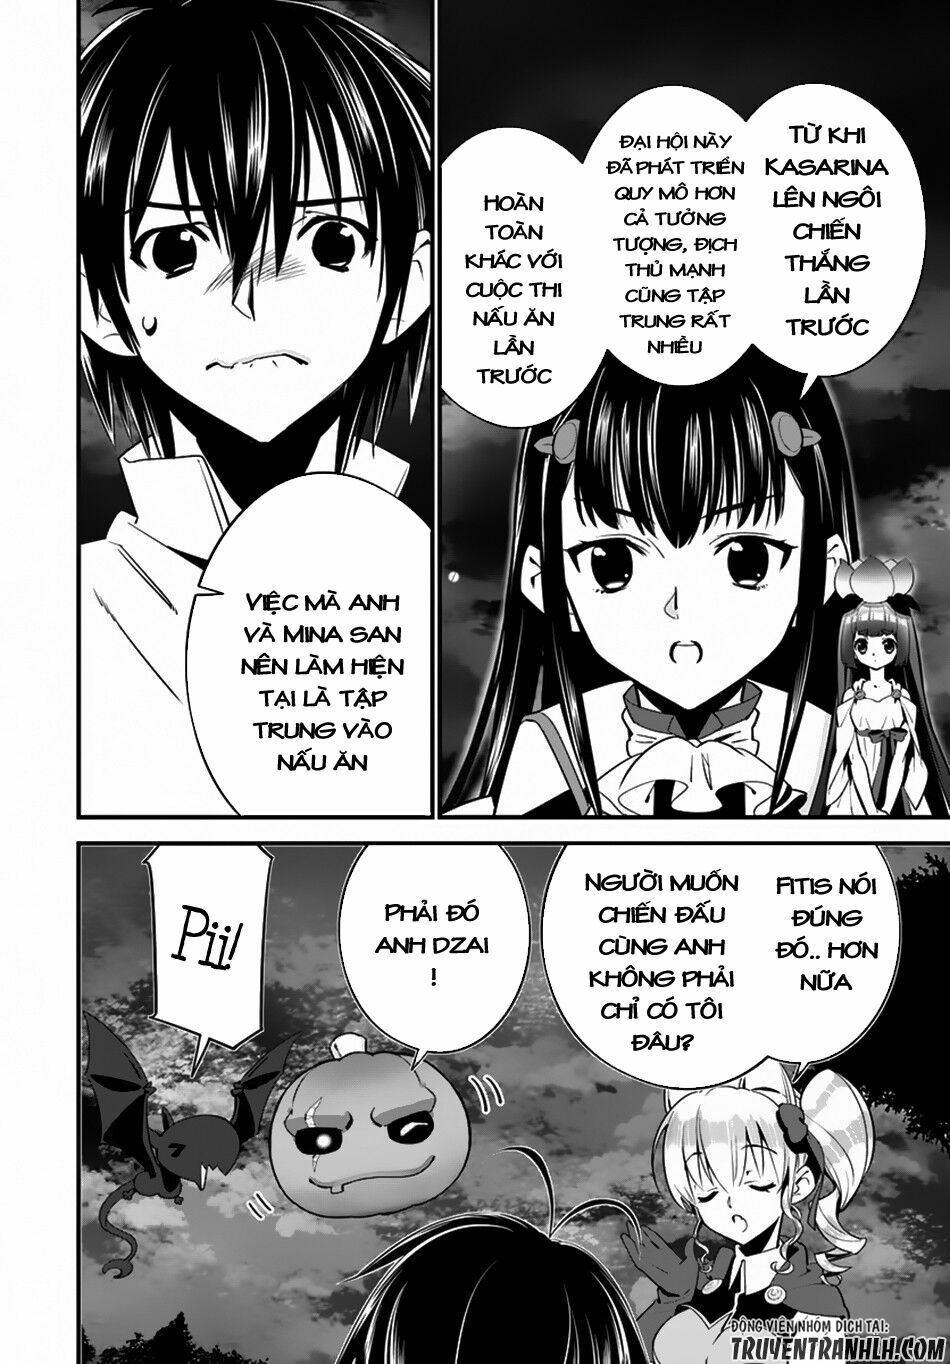 TỪ KHI
KASARINA
LÊN NGÔI
CHIẾN
THẮNG
LẦN
TRƯỚC
ĐẠI HỘI NÀY
ĐÃ PHÁT TRIỂN
QUY MÔ HƠN
CẢ TƯỞNG
TƯỢNG, ĐỊCH
THỦ MẠNH
CŨNG TẬP
TRUNG RẤT
NHIỀU
HOÀN
TOÀN
KHÁC VỚI
CUỘC THI
NẤU ĂN
LẦN
TRƯỚC
VIỆC MÀ ANH
VÀ MINA SAN
NÊN LÀM HIỆN
TẠI LÀ TẬP
TRUNG VÀO
NẤU ĂN
FITIS NÓI
ĐÚNG
ĐÓ.. HƠN
NỮA
NGƯỜI MUỐN
CHIẾN ĐẤU
CÙNG ANH
KHÔNG PHẢI
CHỈ CÓ TÔI
ĐÂU?
PHẢI ĐÓ
ANH DZAI
!
Pii!
ĐỘNG VIÊN NHÓM DỊCH TẠI:
TRUYENTRANHLH.COM